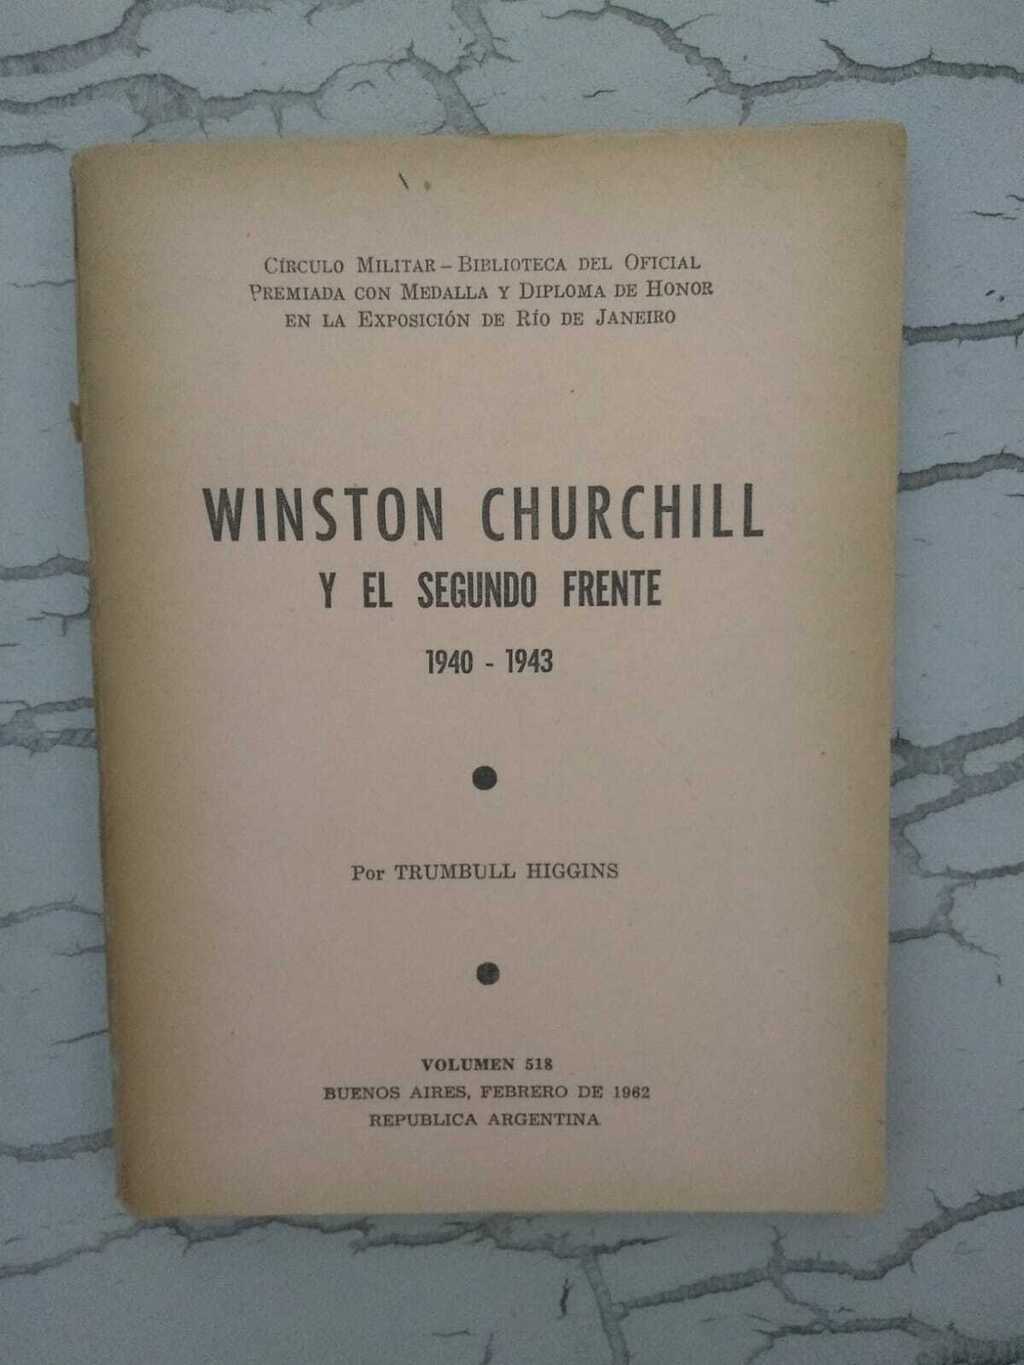 CÍRCULO MILITAR – BIBLIOTECA DEL OFICIAL
PREMIADA CON MEDALLA Y DIPLOMA DE HONOR
EN LA EXPOSICIÓN DE RÍO DE JANEIRO
WINSTON CHURCHILL
Y EL SEGUNDO FRENTE
1940 - 1943
Por TRUMBULL HIGGINS
VOLUMEN 518
BUENOS AIRES, FEBRERO DE 1962
REPUBLICA ARGENTINA